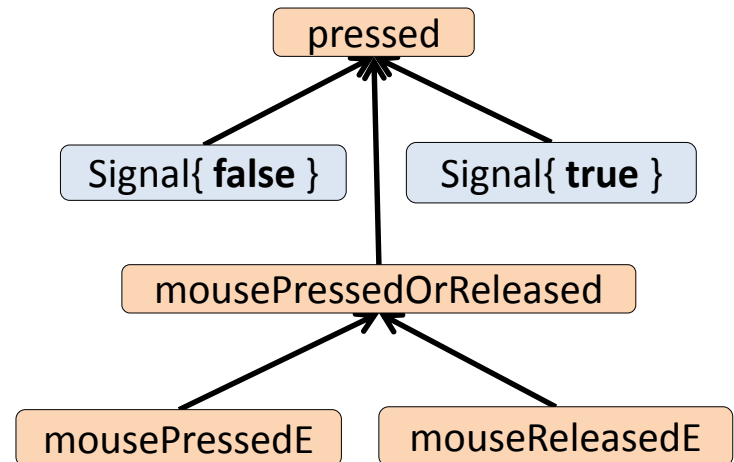 pressed
Signal{ false }
Signal{ true }
mousePressedOrReleased
mousePressedE
mouseReleasedE